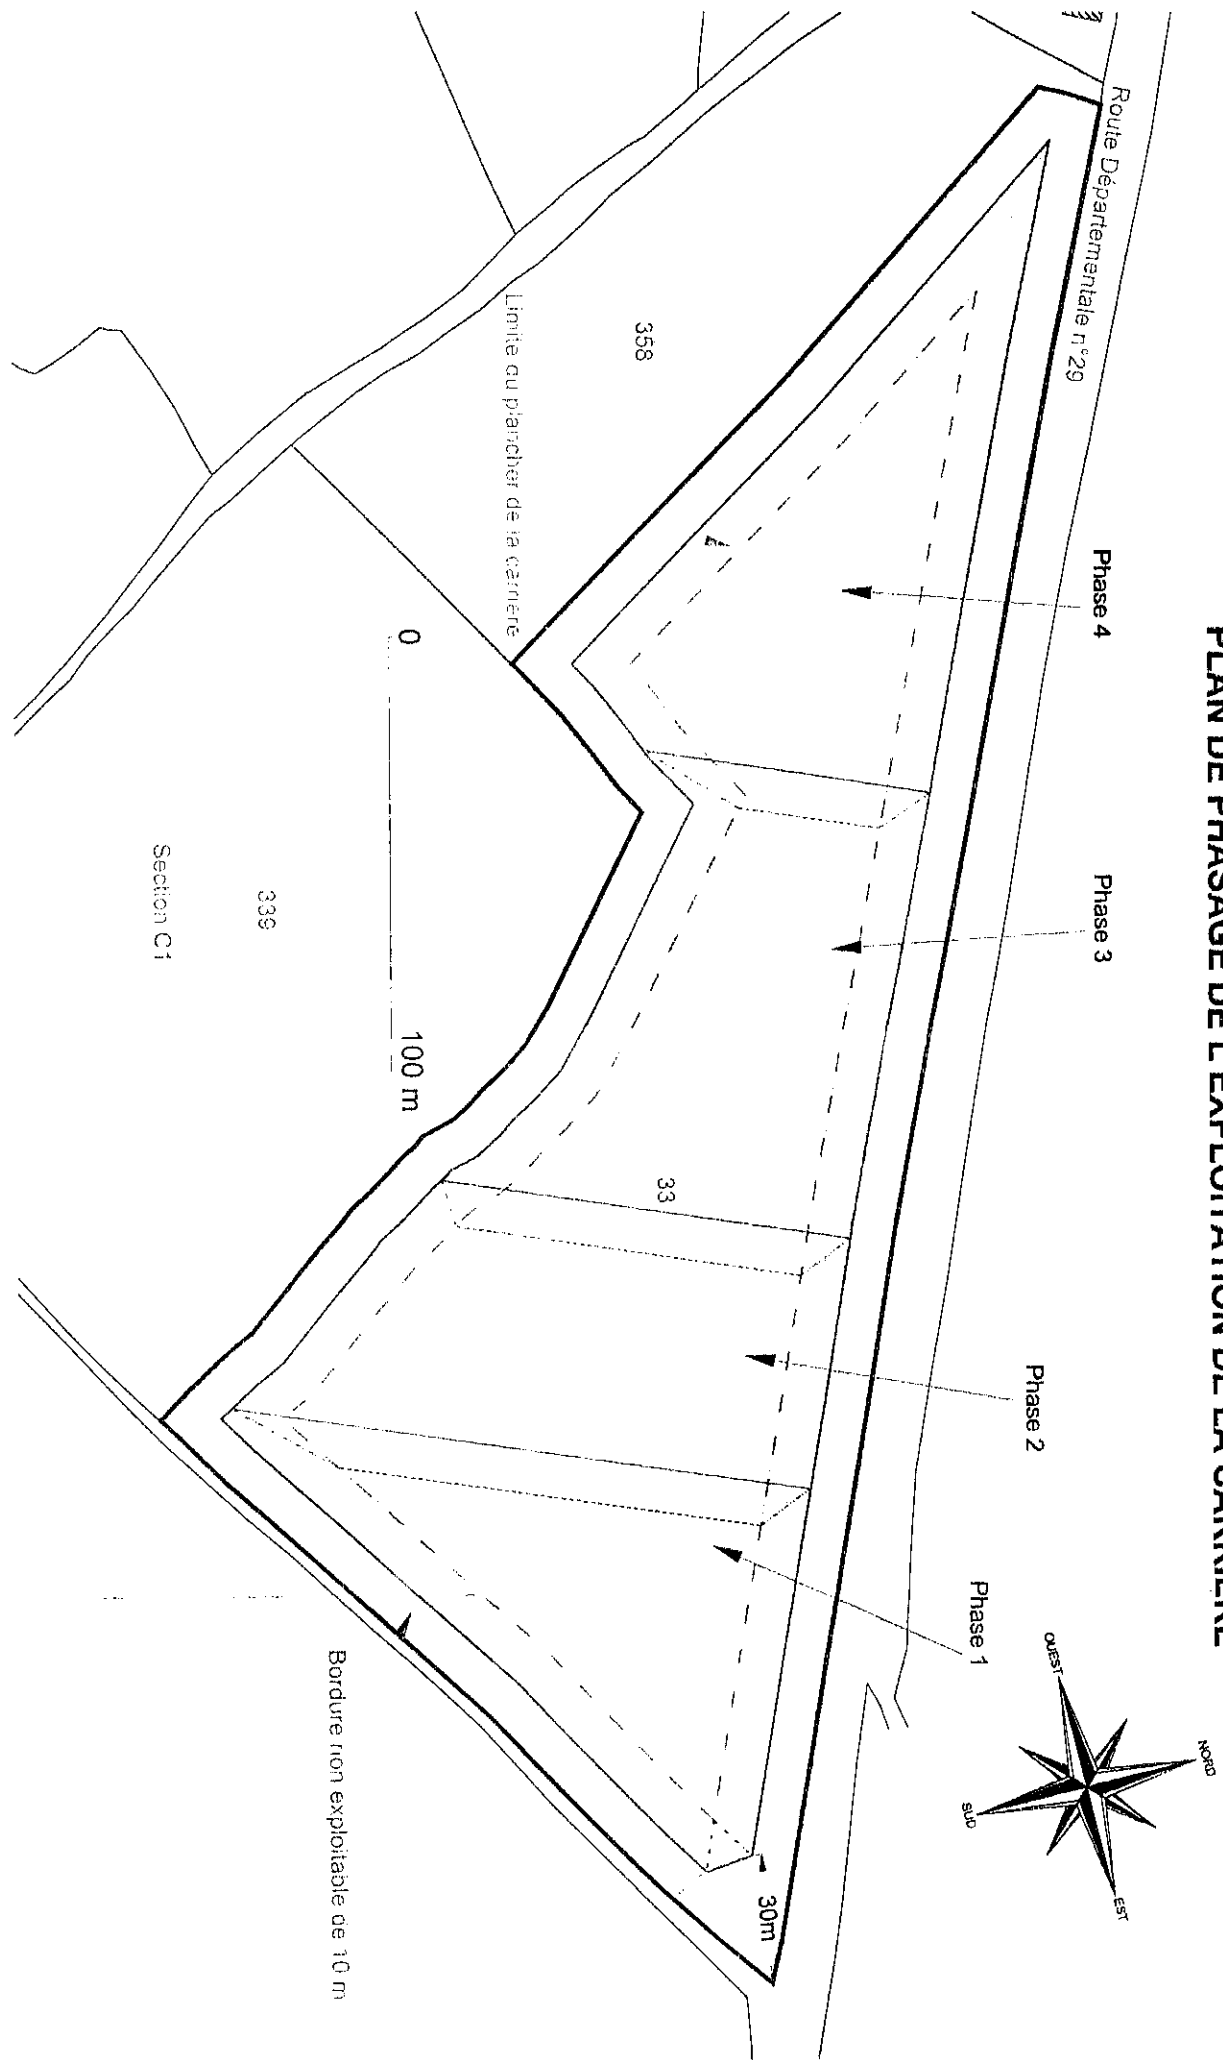 PLAN DE PHASAGE DE L'EXPLOITATION DE LA CARRIERE
Route Départementale n°29
Phase 4
Phase 3
Phase 2
Phase 1
NORD
OUEST
EST
SUD
358
Limite du plancher de la carrière
33
30m
0
100 m
339
Section C1
Bordure non exploitable de 10 m